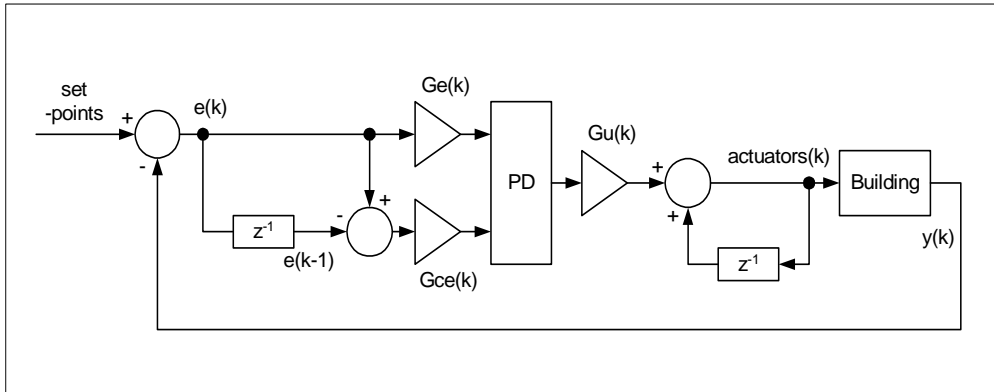 set
-points
+
-
e(k)
Ge(k)
+
-
z⁻¹
e(k-1)
Gce(k)
PD
Gu(k)
+
+
actuators(k)
z⁻¹
Building
y(k)